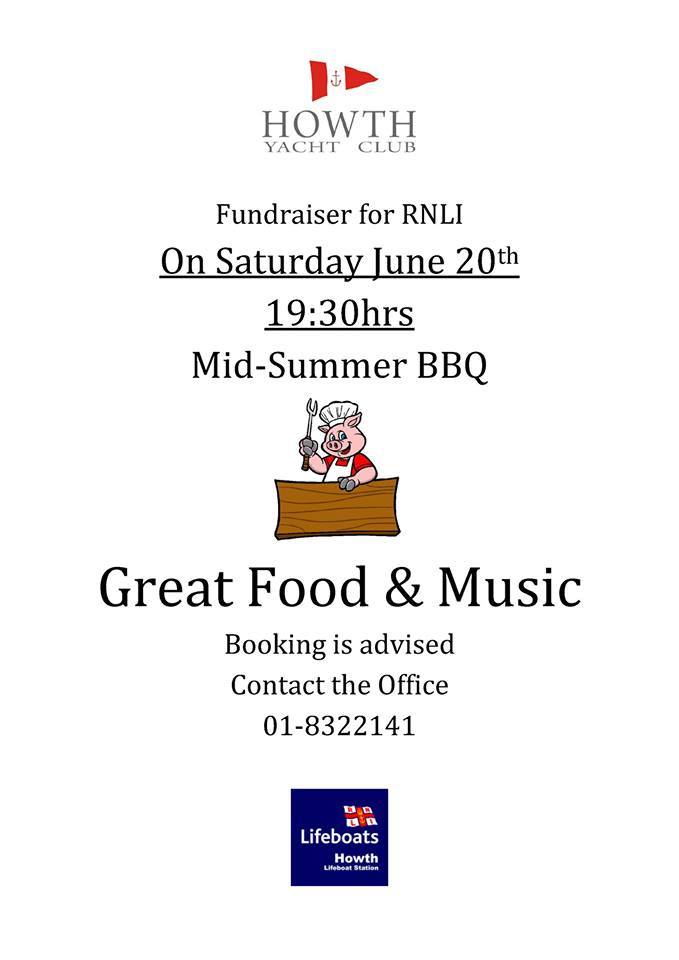 HOWTH
YACHT CLUB
Fundraiser for RNLI
On Saturday June 20th
19:30hrs
Mid-Summer BBQ
Great Food & Music
Booking is advised
Contact the Office
01-8322141
R N
L I
Lifeboats
Howth
Lifeboat Station